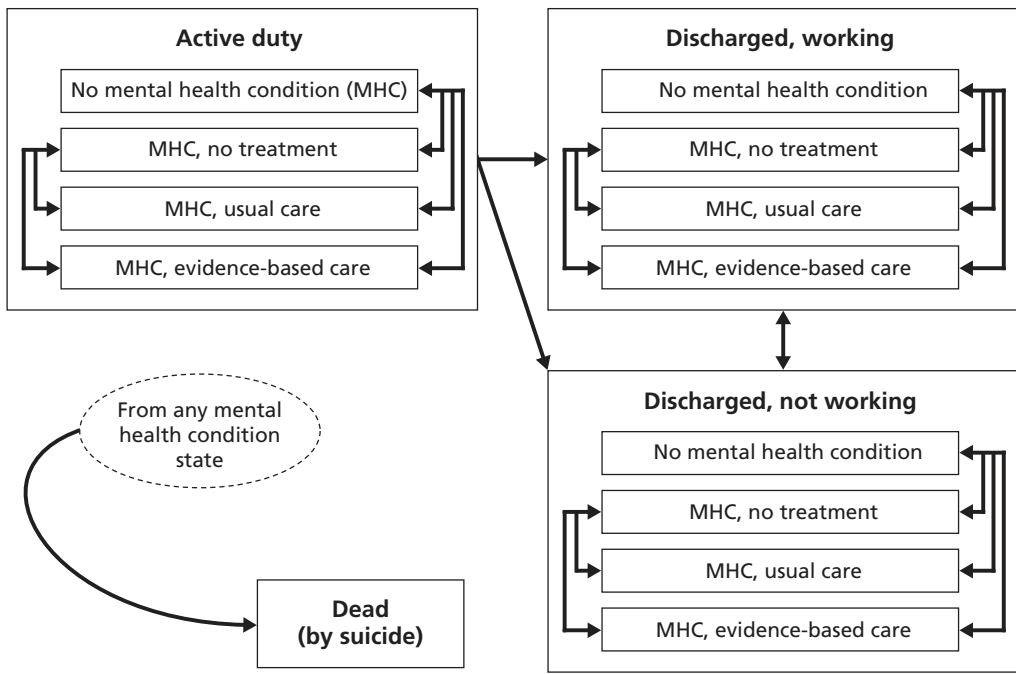 Active duty
No mental health condition (MHC)
MHC, no treatment
MHC, usual care
MHC, evidence-based care
Discharged, working
No mental health condition
MHC, no treatment
MHC, usual care
MHC, evidence-based care
From any mental
health condition
state
Dead
(by suicide)
Discharged, not working
No mental health condition
MHC, no treatment
MHC, usual care
MHC, evidence-based care